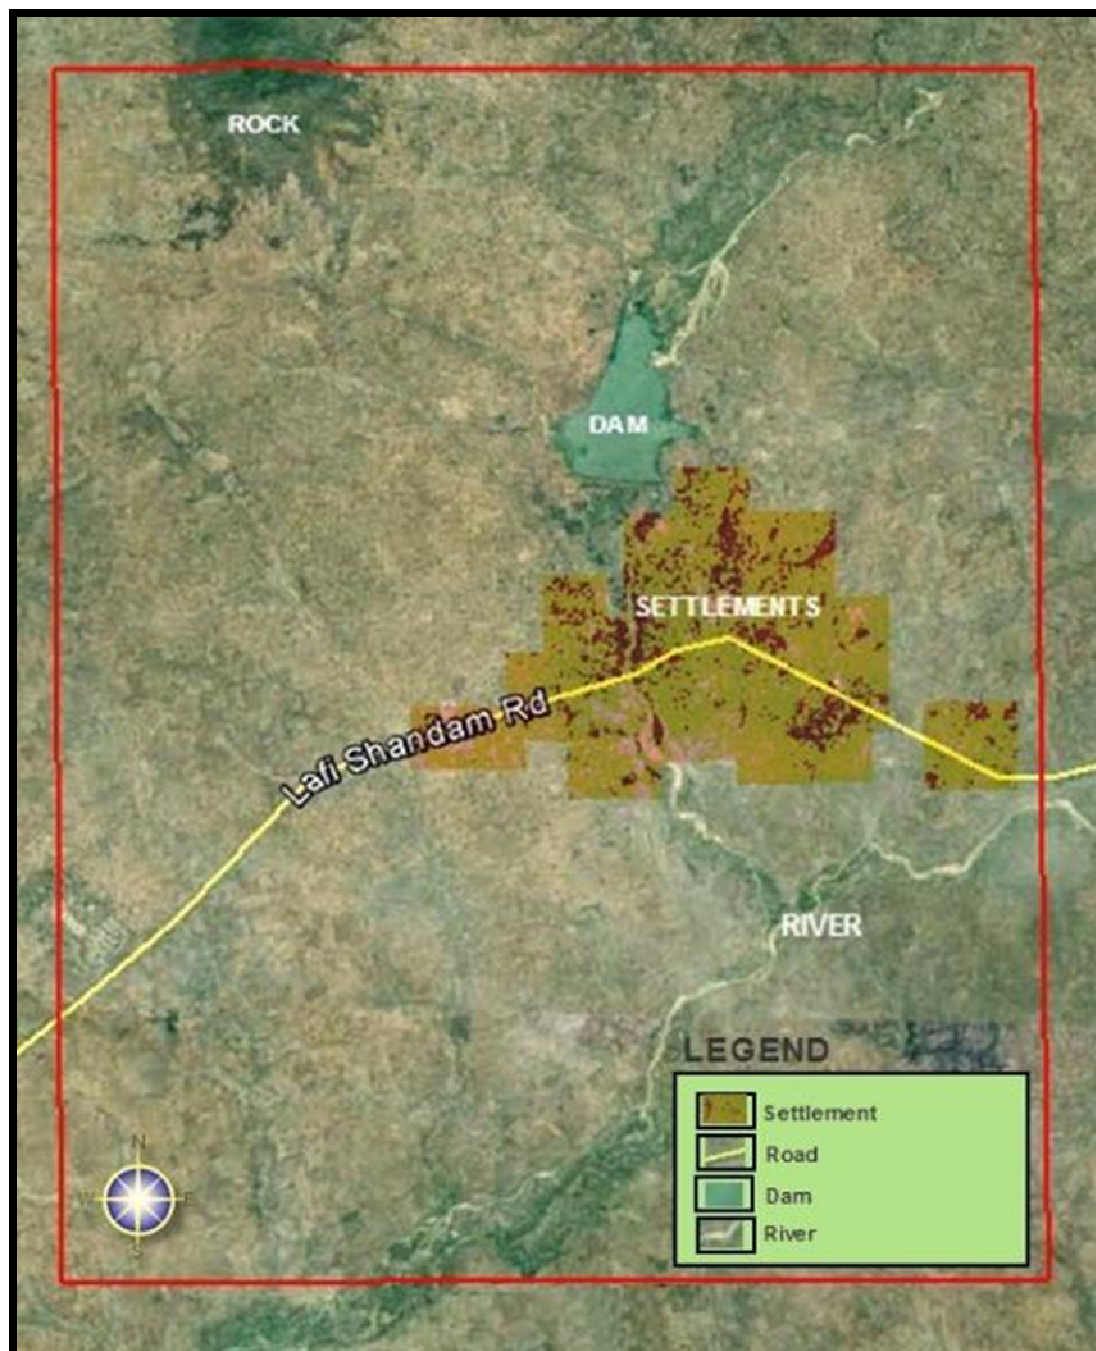 ROCK
DAM
SETTLEMENTS
Lafi Shandam Rd
RIVER
LEGEND
Settlement
Road
Dam
River
N
W E
S